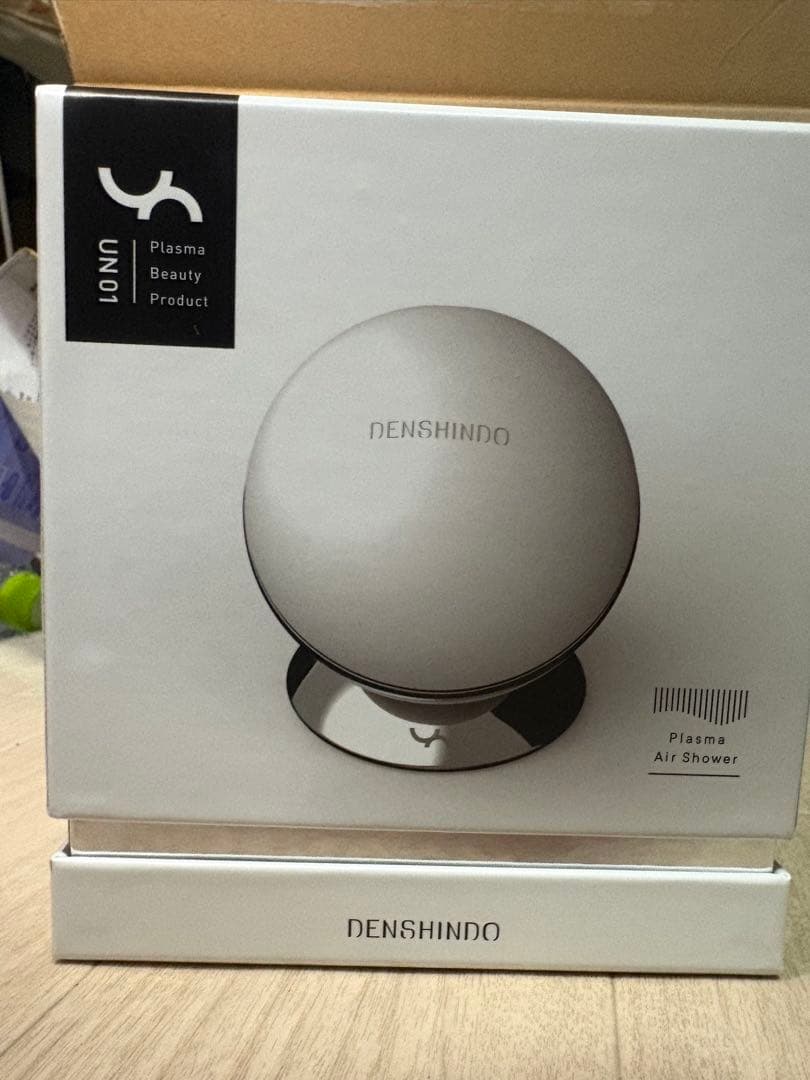 UN01
Plasma
Beauty
Product
DENSHINDO
Plasma
Air Shower
DENSHINDO